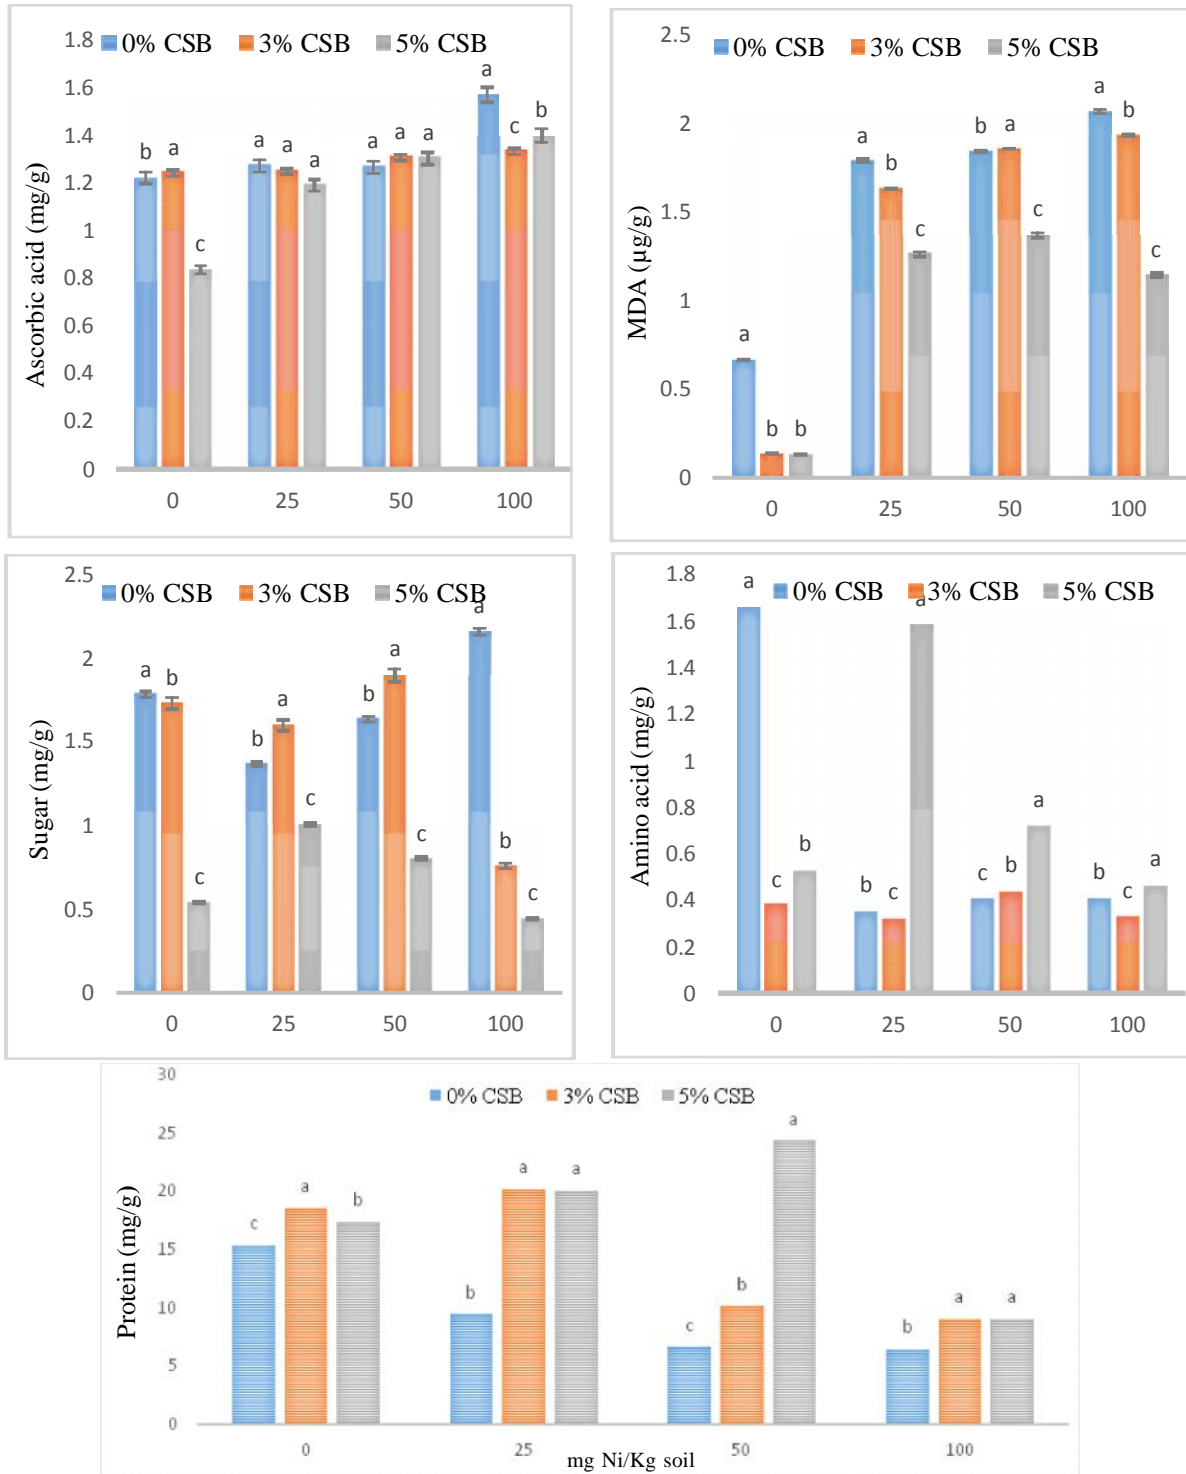 1.8
0% CSB 3% CSB 5% CSB
1.6
1.4
1.2
1
0.8
0.6
0.4
0.2
0
Ascorbic acid (mg/g)
b a c
a a a
a a a
a c b
0 25 50 100
2.5
0% CSB 3% CSB 5% CSB
2
1.5
1
0.5
0
MDA (µg/g)
a b b
a b c
b a c
a b c
0 25 50 100
2.5
0% CSB 3% CSB 5% CSB
2
1.5
1
0.5
0
Sugar (mg/g)
a b c
b a c
b a c
a b c
0 25 50 100
1.8
0% CSB 3% CSB 5% CSB
1.6
1.4
1.2
1
0.8
0.6
0.4
0.2
0
Amino acid (mg/g)
a c b
b c a
c b a
b c a
0 25 50 100
30
0% CSB 3% CSB 5% CSB
25
20
15
10
5
0
Protein (mg/g)
c a b
b a a
c b a
b a a
0 25 50 100
mg Ni/Kg soil